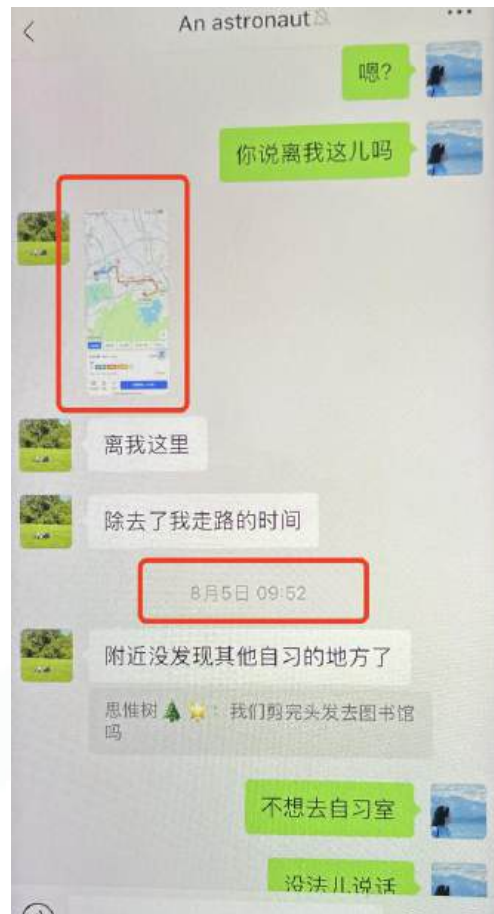 An astronaut
嗯?
你说离我这儿吗
离我这里
除去了我走路的时间
8月5日 09:52
附近没发现其他自习的地方了
思惟树🌲🌟: 我们剪完头发去图书馆
吗
不想去自习室
没法儿说话